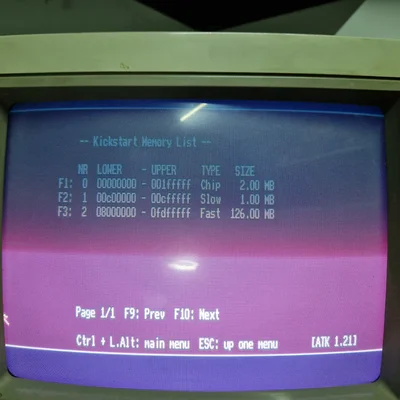 -- Kickstart Memory List --
NR LOWER - UPPER TYPE SIZE
F1: 0 00000000 - 001fffff Chip 2.00 MB
F2: 1 00c00000 - 00cfffff Slow 1.00 MB
F3: 2 08000000 - 0fdfffff Fast 126.00 MB
Page 1/1 F9: Prev F10: Next
Ctrl + L.Alt: main menu ESC: up one menu [ATK 1.21]